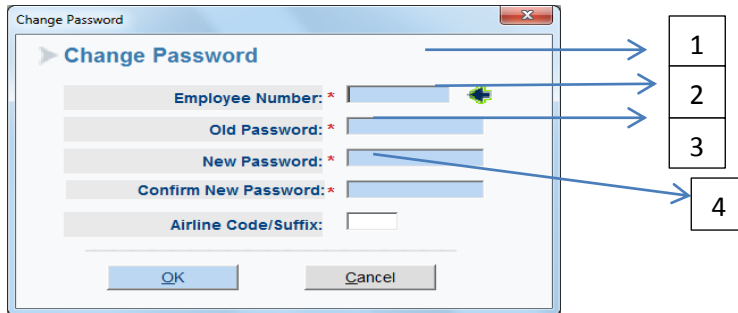 Change Password
x
Change Password
1
Employee Number: *
2
Old Password: *
3
New Password: *
Confirm New Password: *
4
Airline Code/Suffix:
OK
Cancel